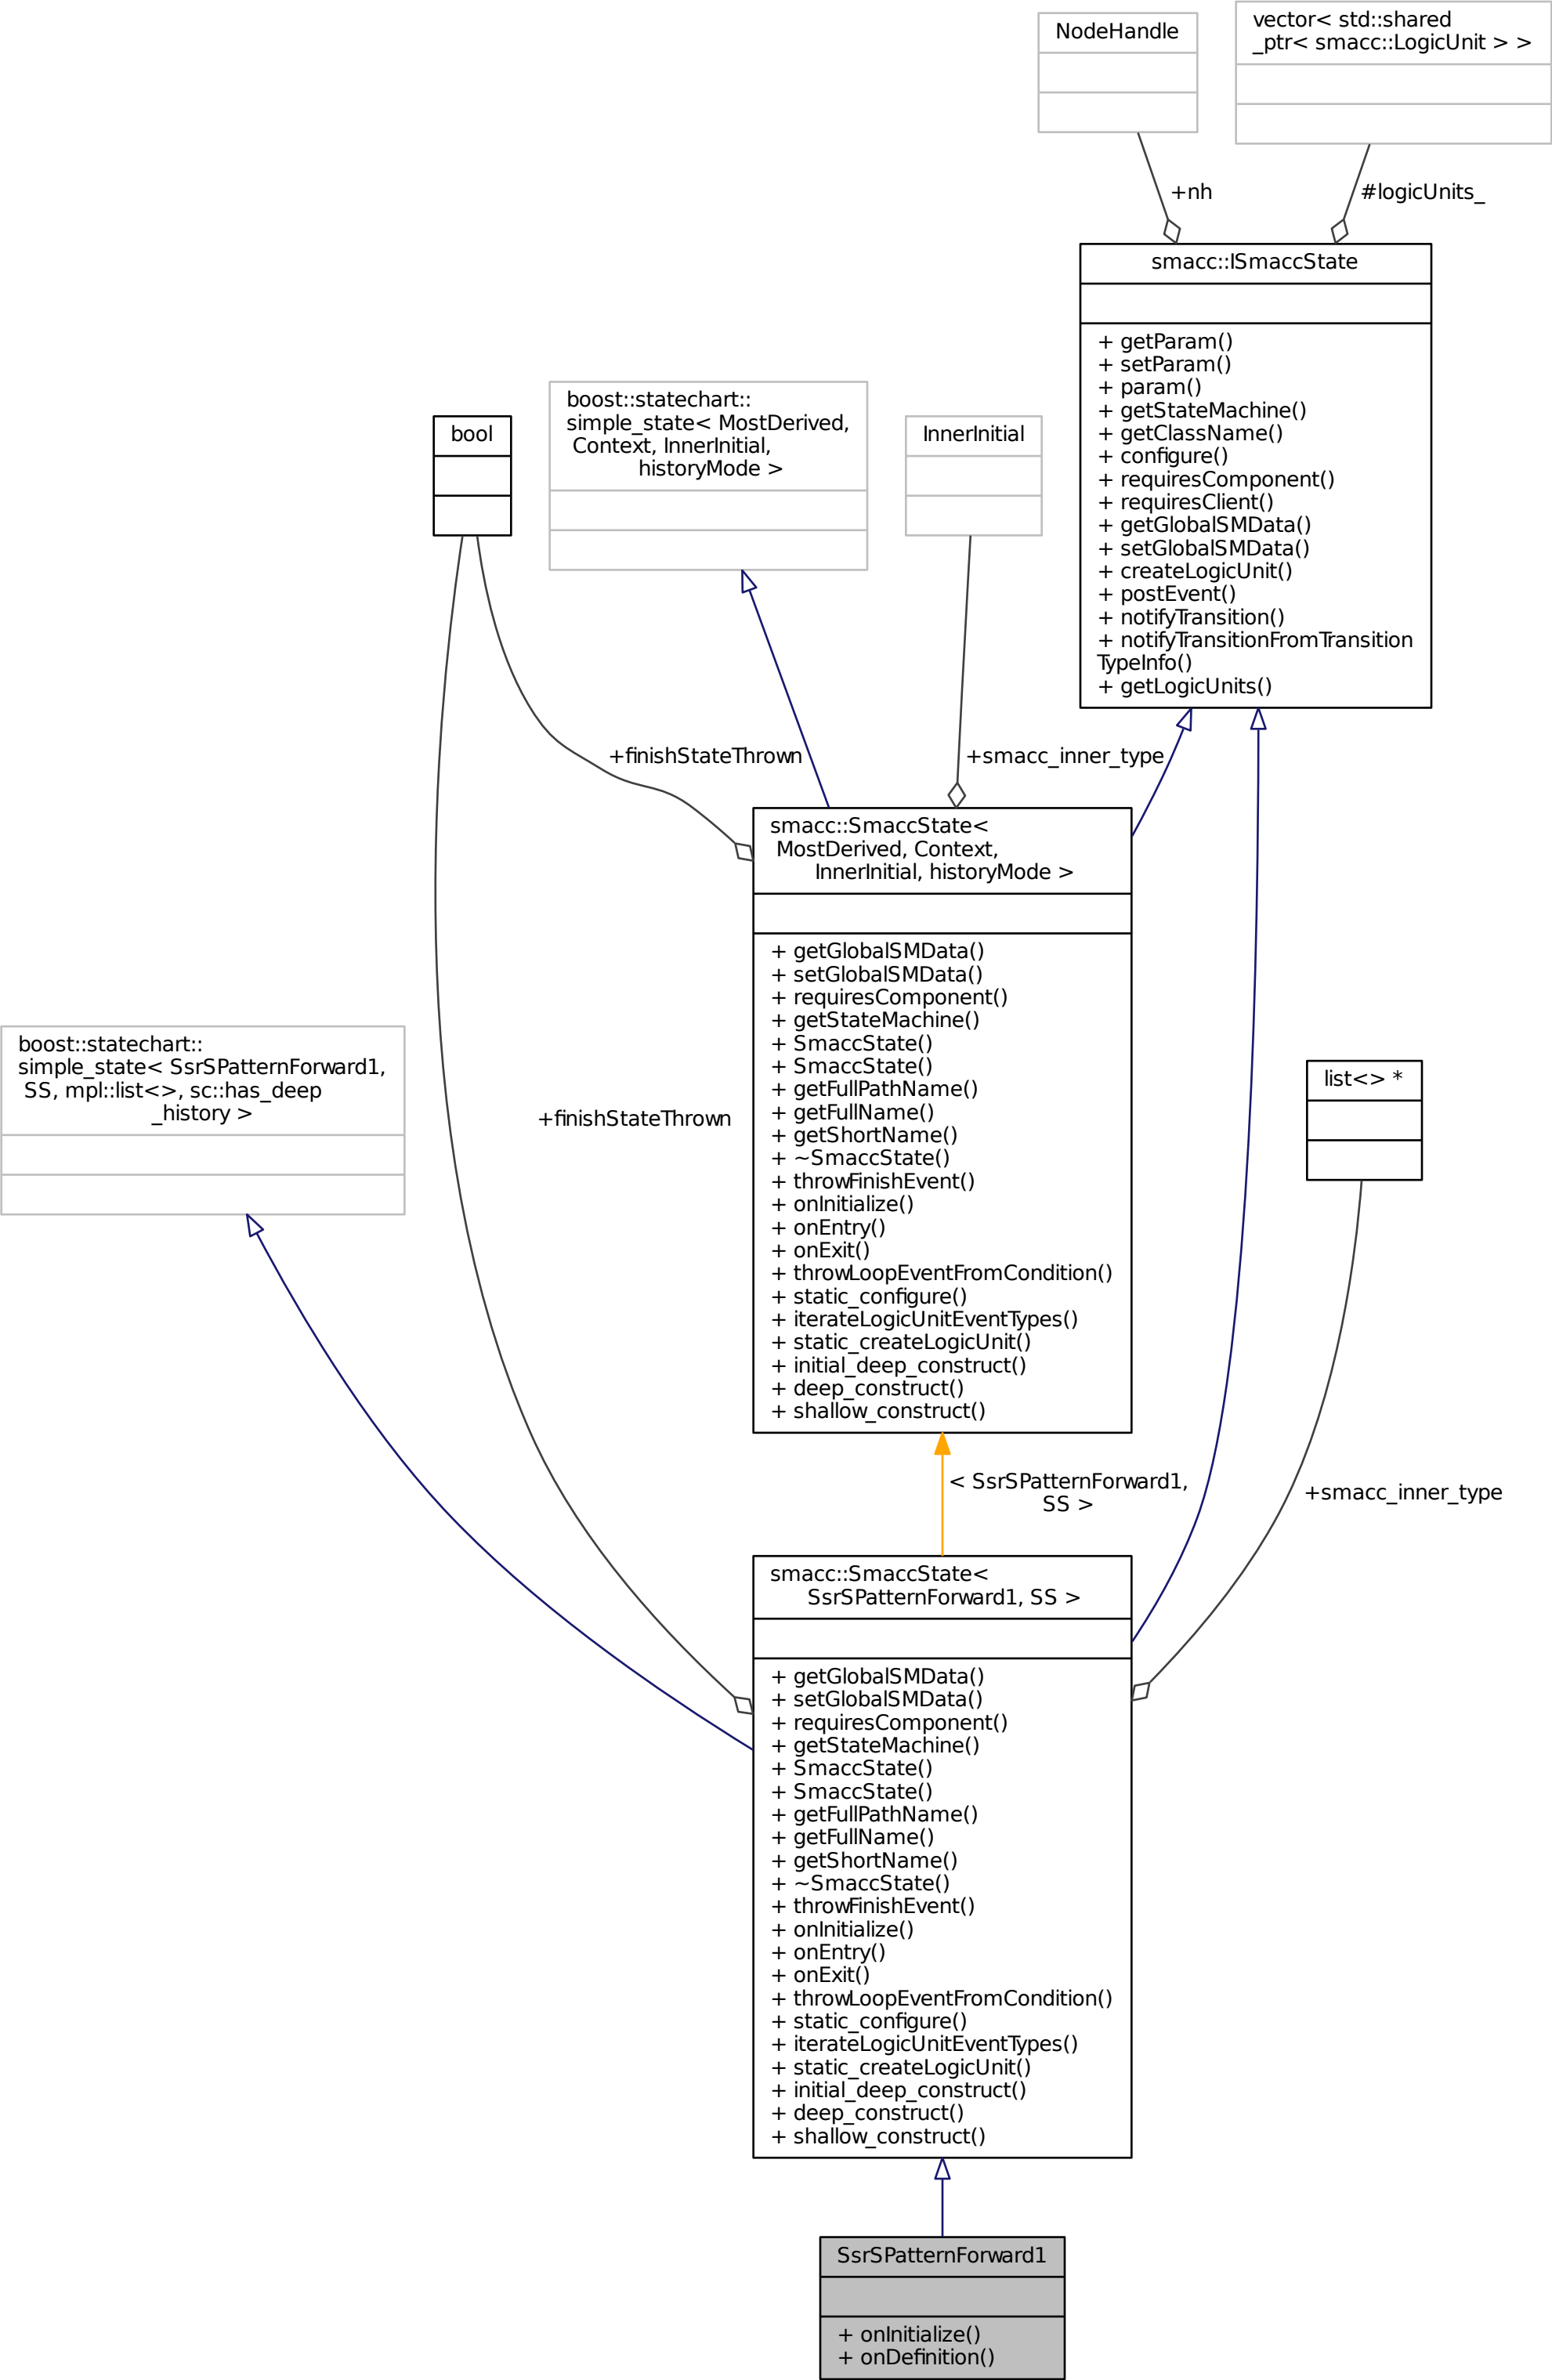 NodeHandle
vector< std::shared
_ptr< smacc::LogicUnit > >
+nh
#logicUnits_
smacc::ISmaccState
+ getParam()
+ setParam()
+ param()
+ getStateMachine()
+ getClassName()
+ configure()
+ requiresComponent()
+ requiresClient()
+ getGlobalSMData()
+ setGlobalSMData()
+ createLogicUnit()
+ postEvent()
+ notifyTransition()
+ notifyTransitionFromTransition
TypeInfo()
+ getLogicUnits()
bool
boost::statechart::
simple_state< MostDerived,
Context, InnerInitial,
historyMode >
InnerInitial
+finishStateThrown
+smacc_inner_type
smacc::SmaccState<
MostDerived, Context,
InnerInitial, historyMode >
+ getGlobalSMData()
+ setGlobalSMData()
+ requiresComponent()
+ getStateMachine()
+ SmaccState()
+ SmaccState()
+ getFullPathName()
+ getFullName()
+ getShortName()
+ ~SmaccState()
+ throwFinishEvent()
+ onInitialize()
+ onEntry()
+ onExit()
+ throwLoopEventFromCondition()
+ static_configure()
+ iterateLogicUnitEventTypes()
+ static_createLogicUnit()
+ initial_deep_construct()
+ deep_construct()
+ shallow_construct()
boost::statechart::
simple_state< SsrSPatternForward1,
SS, mpl::list<>, sc::has_deep
_history >
+finishStateThrown
list<> *
< SsrSPatternForward1,
SS >
+smacc_inner_type
smacc::SmaccState<
SsrSPatternForward1, SS >
+ getGlobalSMData()
+ setGlobalSMData()
+ requiresComponent()
+ getStateMachine()
+ SmaccState()
+ SmaccState()
+ getFullPathName()
+ getFullName()
+ getShortName()
+ ~SmaccState()
+ throwFinishEvent()
+ onInitialize()
+ onEntry()
+ onExit()
+ throwLoopEventFromCondition()
+ static_configure()
+ iterateLogicUnitEventTypes()
+ static_createLogicUnit()
+ initial_deep_construct()
+ deep_construct()
+ shallow_construct()
SsrSPatternForward1
+ onInitialize()
+ onDefinition()